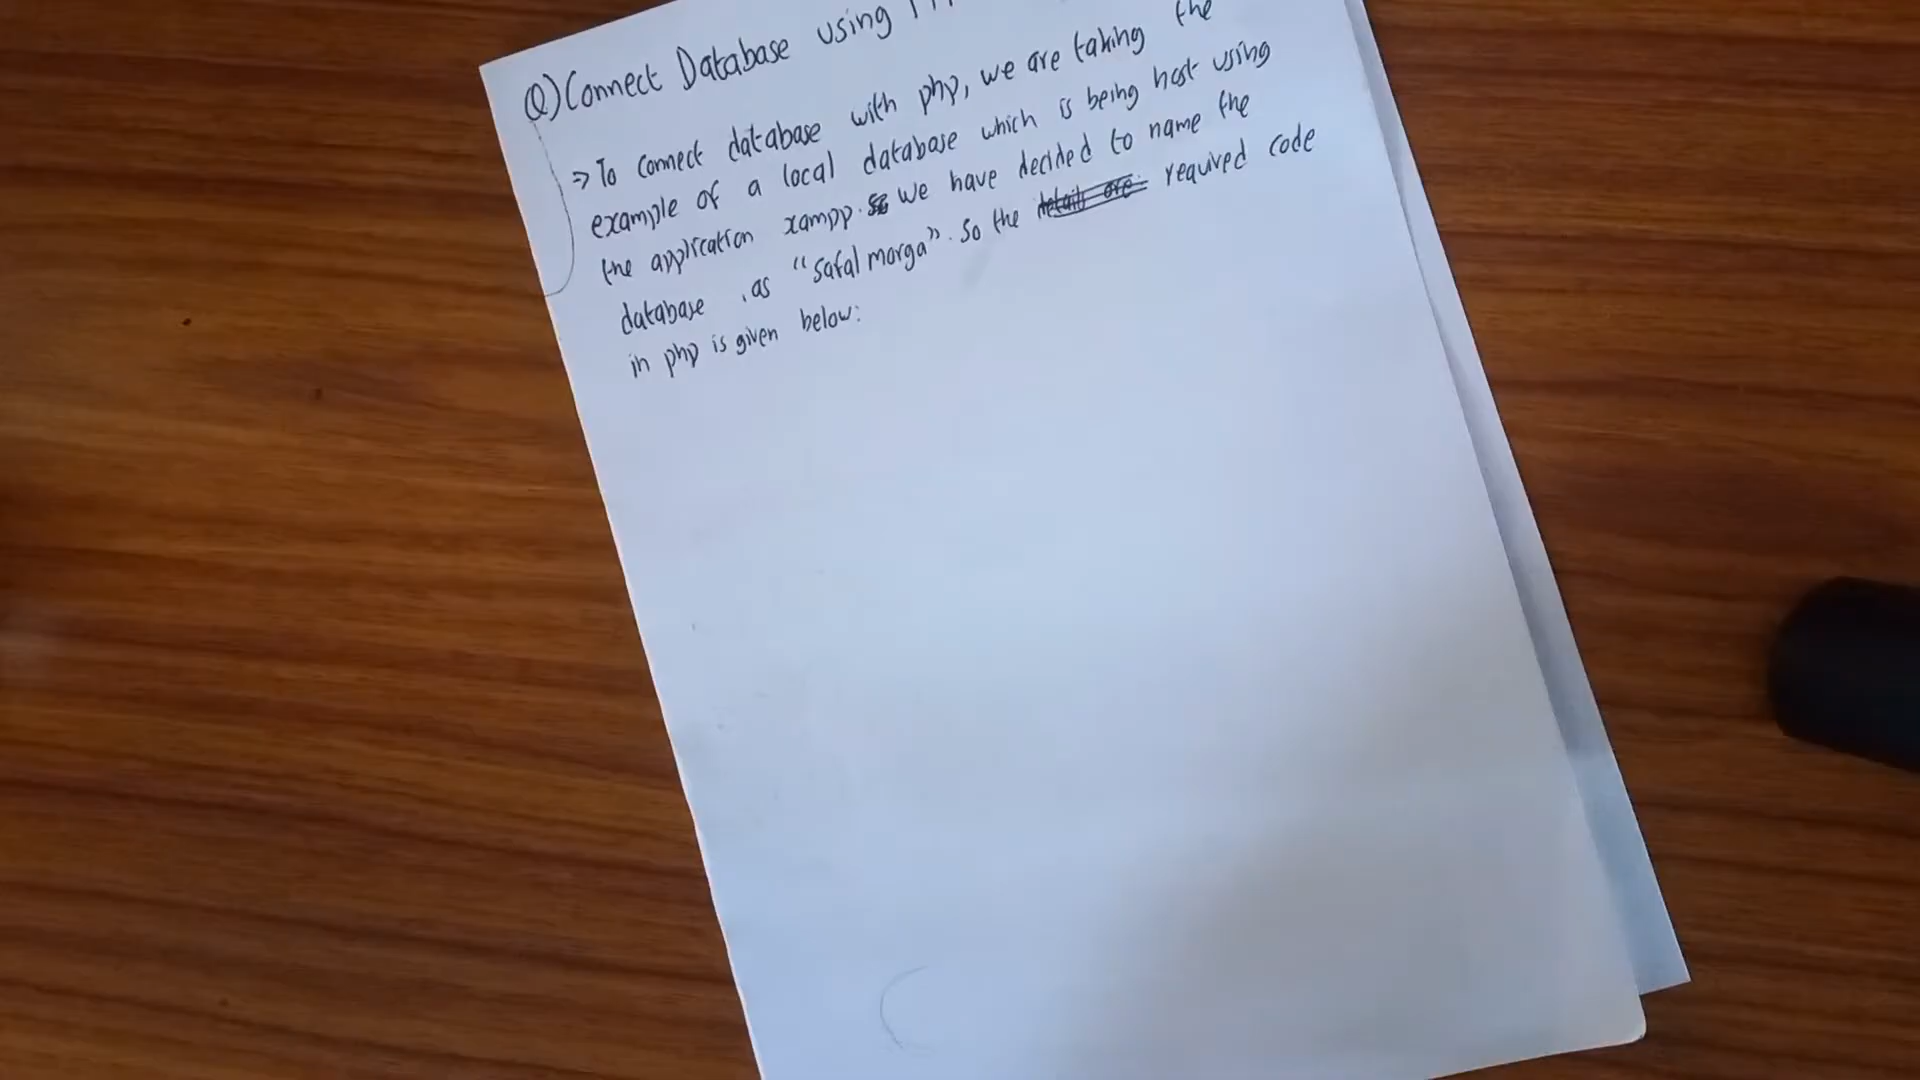 Q) Connect Database using
⇒ To connect database with php, we are taking the
example of a local database which is being host using
the application xampp. We have decided to name the
database as "safal marga". So the required code
in php is given below: